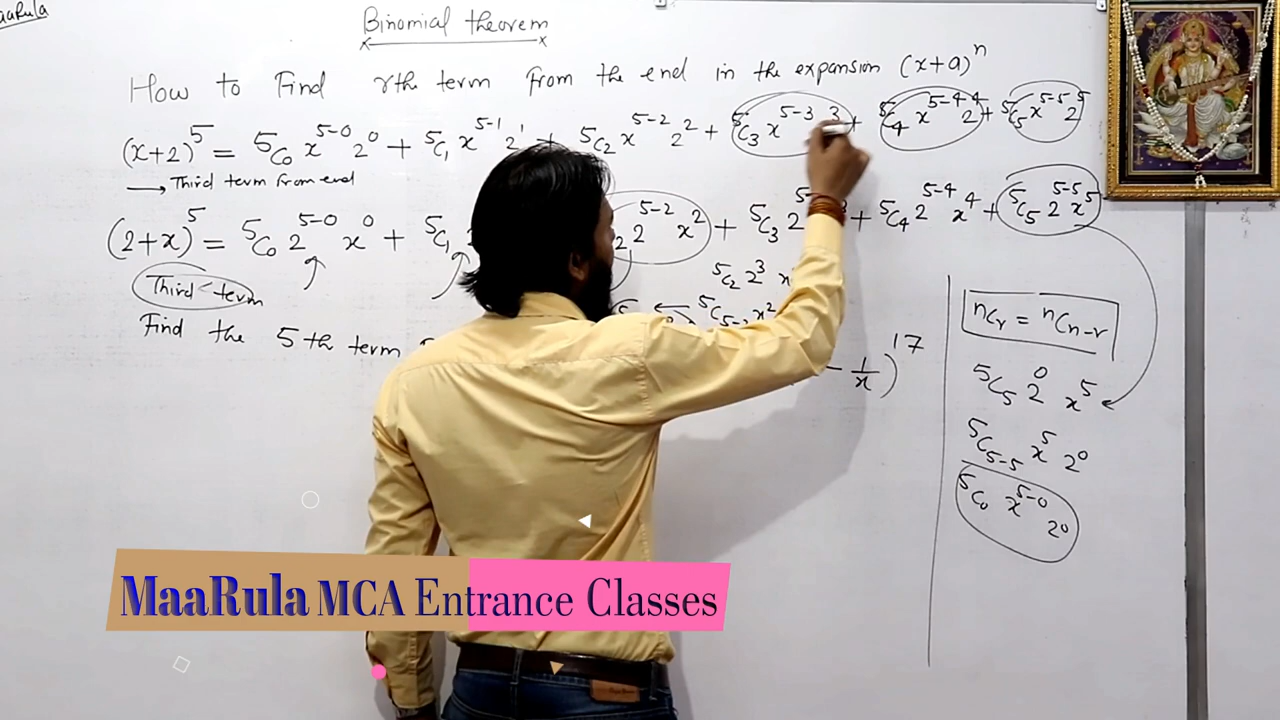 MaaRula
Binomial theorem
How to Find rth term from the end in the expansion (x+a)^n
(x+2)^5 = ⁵C₀ x^{5-0} 2^0 + ⁵C₁ x^{5-1} 2^1 + ⁵C₂ x^{5-2} 2^2 + ⁵C₃ x^{5-3} 3 + ⁵C₄ x^{5-4} 2^4 + ⁵C₅ x^{5-5} 2^5
→ Third term from end
(2+x)^5 = ⁵C₀ 2^{5-0} x^0 + ⁵C₁ 2 2^{5-2} x^2 + ⁵C₃ 2^5 + ⁵C₄ 2^{5-4} x^4 + ⁵C₅ 2^{5-5} x^5
Third term
⁵C₂ 2^3
⁵C x^2
Find the 5th term
- 1/x)^17
ⁿCᵣ = ⁿCₙ₋ᵣ
⁵C₅ 2^0 x^5
⁵C₅₋₅ x^5 2^0
⁵C₀ x^{5-0} 2^0
MaaRula MCA Entrance Classes